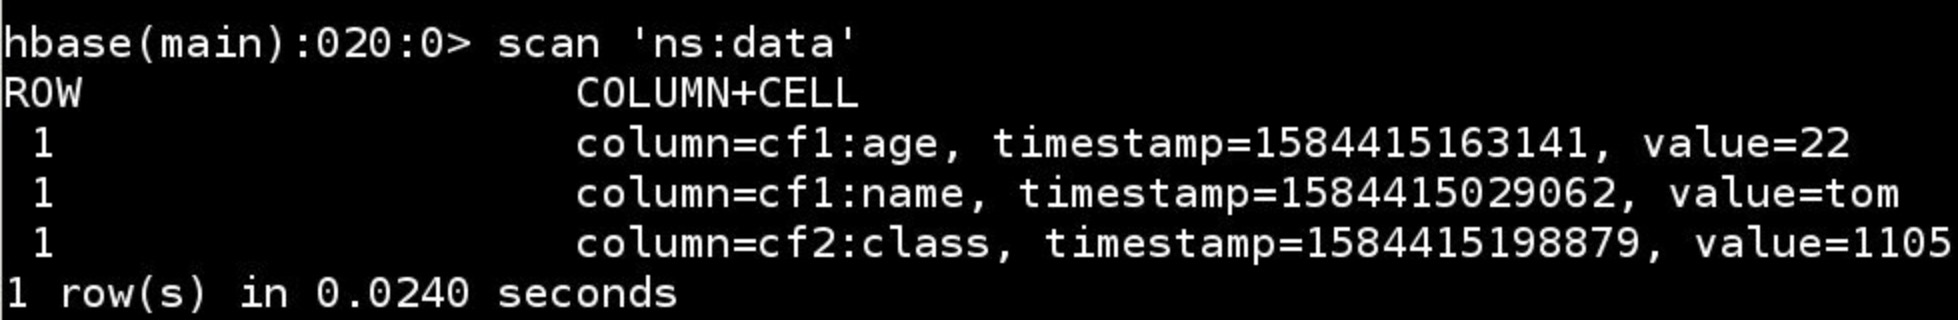 hbase(main):020:0> scan 'ns:data'
ROW                   COLUMN+CELL
 1                    column=cf1:age, timestamp=1584415163141, value=22
 1                    column=cf1:name, timestamp=1584415029062, value=tom
 1                    column=cf2:class, timestamp=1584415198879, value=1105
1 row(s) in 0.0240 seconds